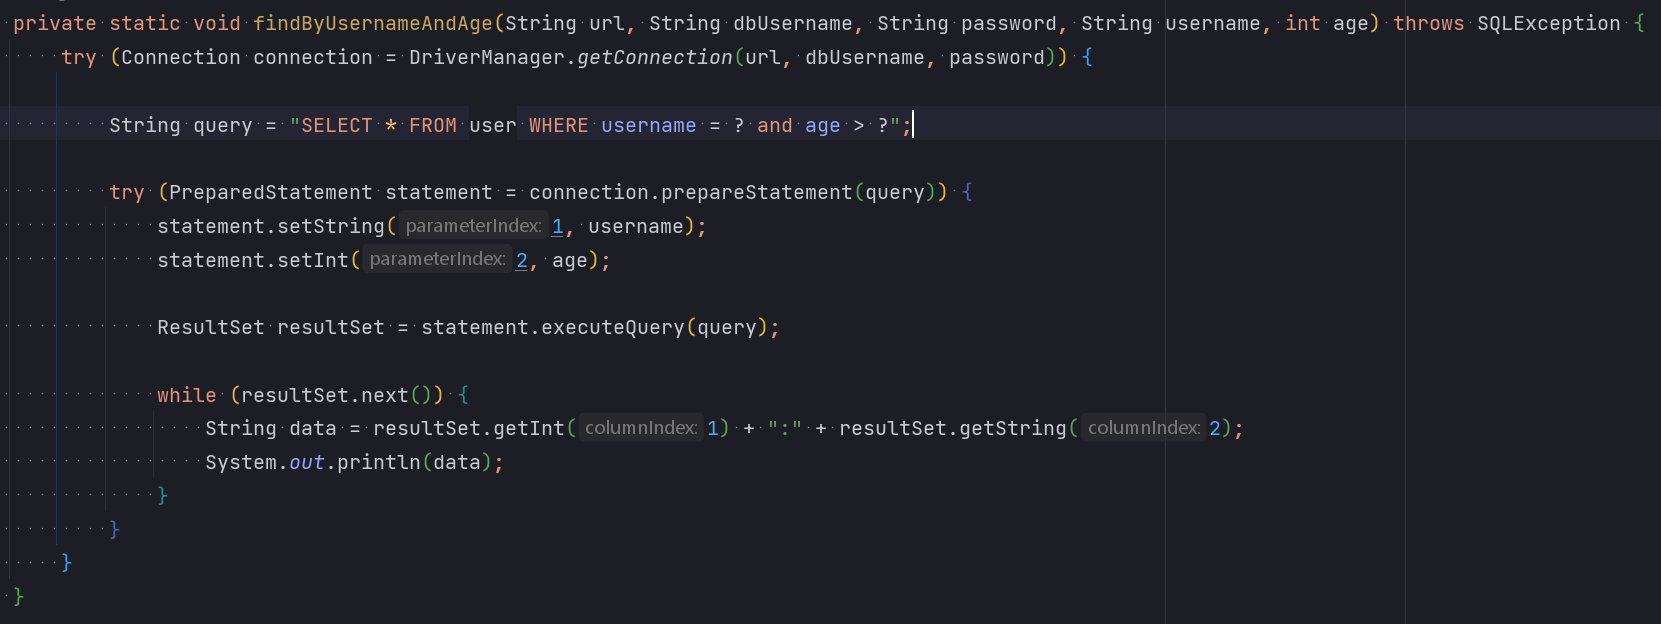 private static void findByUsernameAndAge(String url, String dbUsername, String password, String username, int age) throws SQLException {
try (Connection connection = DriverManager.getConnection(url, dbUsername, password)) {
String query = "SELECT * FROM user WHERE username = ? and age > ?";
try (PreparedStatement statement = connection.prepareStatement(query)) {
statement.setString( parameterIndex: 1, username);
statement.setInt( parameterIndex: 2, age);
ResultSet resultSet = statement.executeQuery(query);
while (resultSet.next()) {
String data = resultSet.getInt( columnIndex: 1) + ":" + resultSet.getString( columnIndex: 2);
System.out.println(data);
}
}
}
}